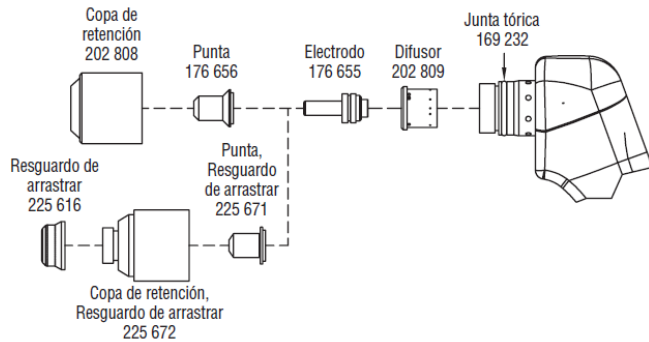 Copa de
retención
202 808
Punta
176 656
Electrodo
176 655
Difusor
202 809
Junta tórica
169 232
Resguardo de
arrastrar
225 616
Punta,
Resguardo
de arrastrar
225 671
Copa de retención,
Resguardo de arrastrar
225 672